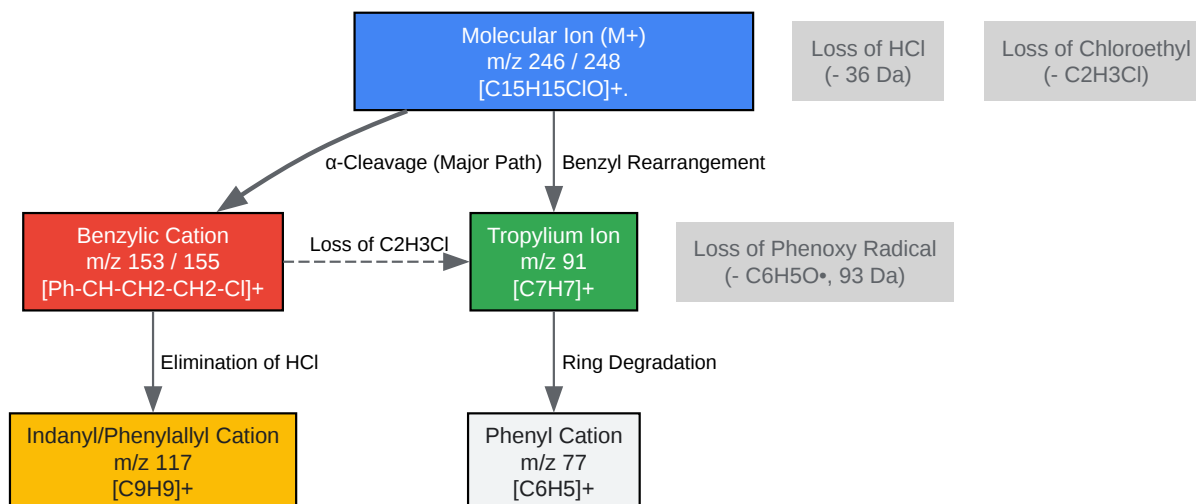 Molecular Ion (M+)
m/z 246 / 248
[C15H15ClO]+.
Loss of HCl
(- 36 Da)
Loss of Chloroethyl
(- C2H3Cl)
α-Cleavage (Major Path)
Benzyl Rearrangement
Benzylic Cation
m/z 153 / 155
[Ph-CH-CH2-CH2-Cl]+
Loss of C2H3Cl
Tropylium Ion
m/z 91
[C7H7]+
Loss of Phenoxy Radical
(- C6H5O•, 93 Da)
Elimination of HCl
Ring Degradation
Indanyl/Phenylallyl Cation
m/z 117
[C9H9]+
Phenyl Cation
m/z 77
[C6H5]+